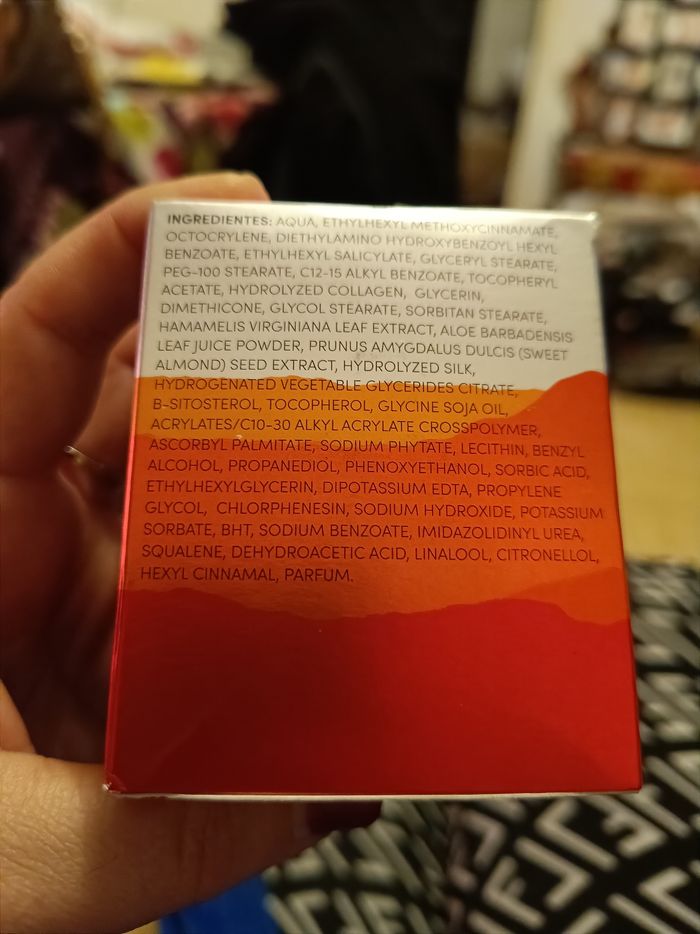 INGREDIENTES: AQUA, ETHYLHEXYL METHOXYCINNAMATE,
OCTOCRYLENE, DIETHYLAMINO HYDROXYBENZOYL HEXYL
BENZOATE, ETHYLHEXYL SALICYLATE, GLYCERYL STEARATE,
PEG-100 STEARATE, C12-15 ALKYL BENZOATE, TOCOPHERYL
ACETATE, HYDROLYZED COLLAGEN, GLYCERIN,
DIMETHICONE, GLYCOL STEARATE, SORBITAN STEARATE,
HAMAMELIS VIRGINIANA LEAF EXTRACT, ALOE BARBADENSIS
LEAF JUICE POWDER, PRUNUS AMYGDALUS DULCIS (SWEET
ALMOND) SEED EXTRACT, HYDROLYZED SILK,
HYDROGENATED VEGETABLE GLYCERIDES CITRATE,
B-SITOSTEROL, TOCOPHEROL, GLYCINE SOJA OIL,
ACRYLATES/C10-30 ALKYL ACRYLATE CROSSPOLYMER,
ASCORBYL PALMITATE, SODIUM PHYTATE, LECITHIN, BENZYL
ALCOHOL, PROPANEDIOL, PHENOXYETHANOL, SORBIC ACID,
ETHYLHEXYLGLYCERIN, DIPOTASSIUM EDTA, PROPYLENE
GLYCOL, CHLORPHENESIN, SODIUM HYDROXIDE, POTASSIUM
SORBATE, BHT, SODIUM BENZOATE, IMIDAZOLIDINYL UREA,
SQUALENE, DEHYDROACETIC ACID, LINALOOL, CITRONELLOL,
HEXYL CINNAMAL, PARFUM.